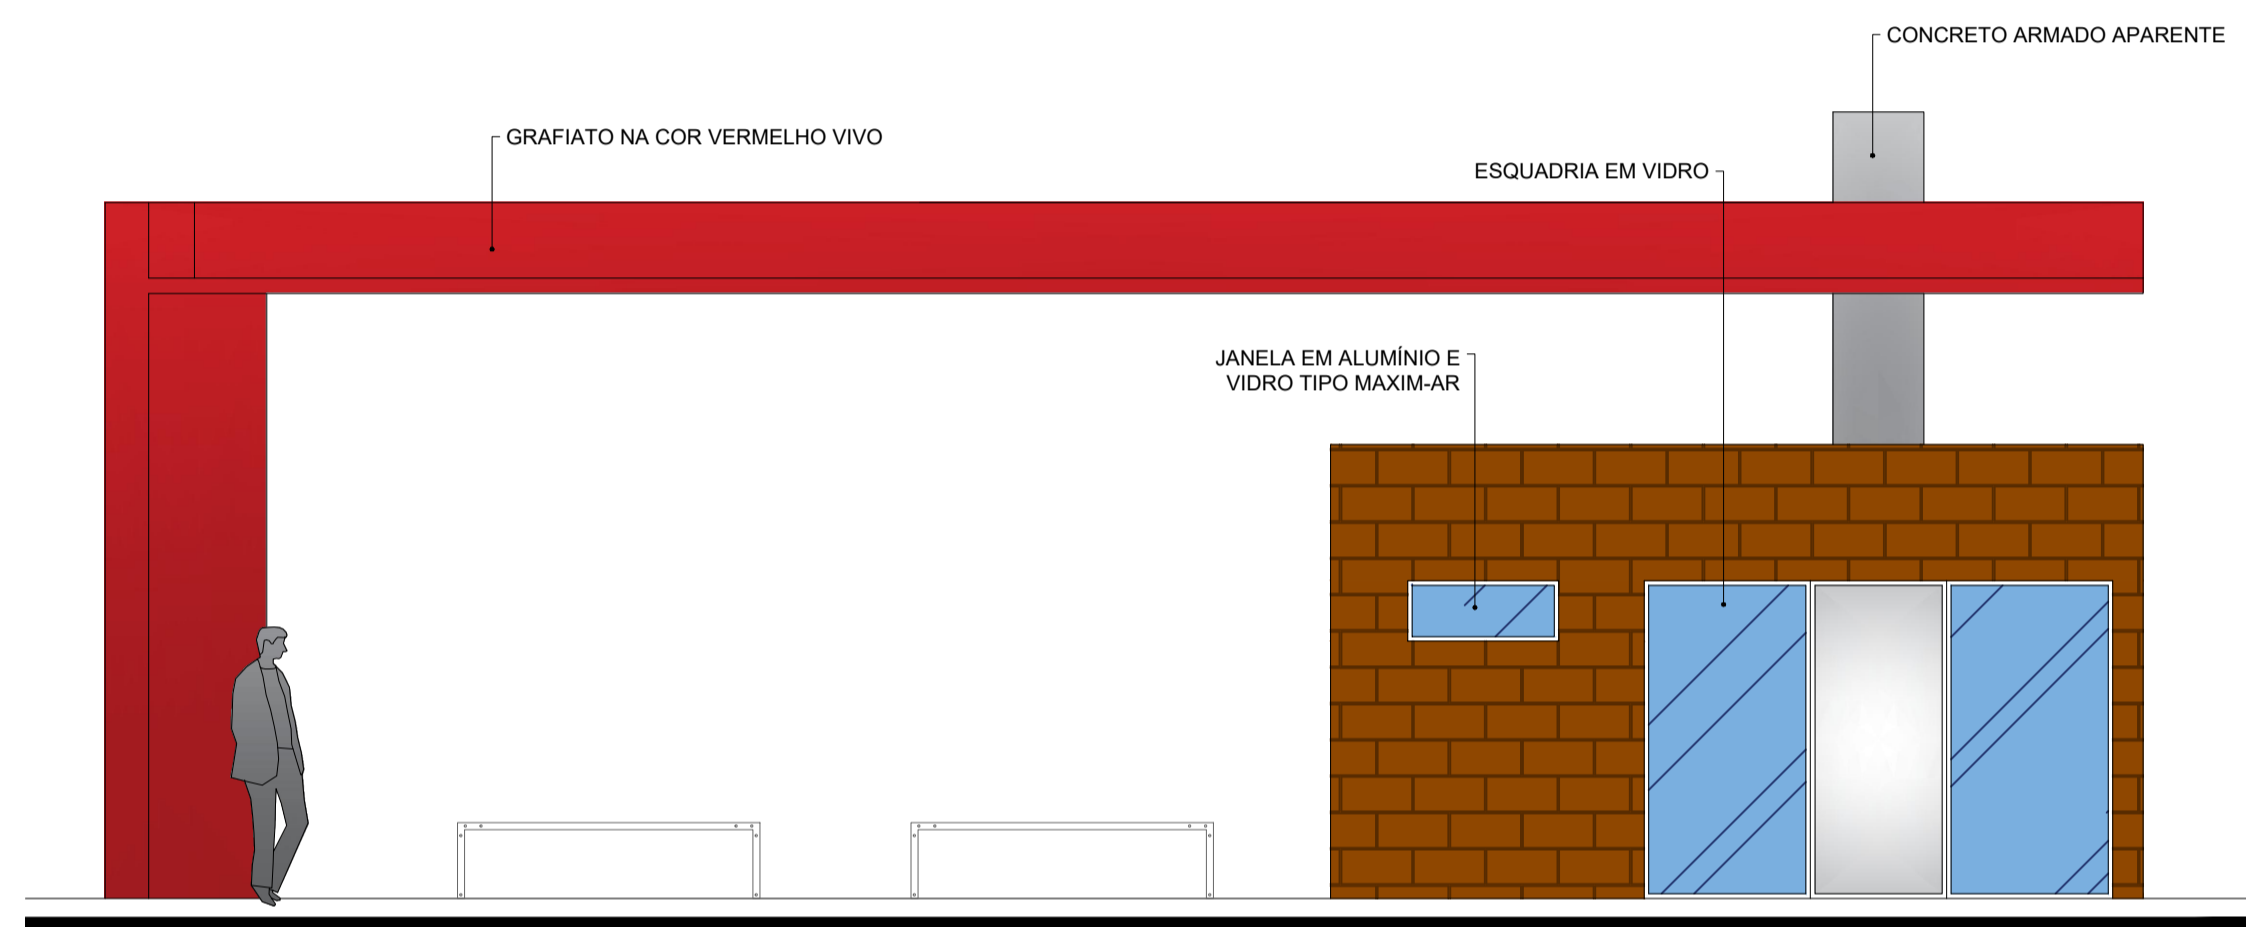 CONCRETO ARMADO APARENTE
GRAFIATO NA COR VERMELHO VIVO
ESQUADRIA EM VIDRO
JANELA EM ALUMÍNIO E
VIDRO TIPO MAXIM-AR